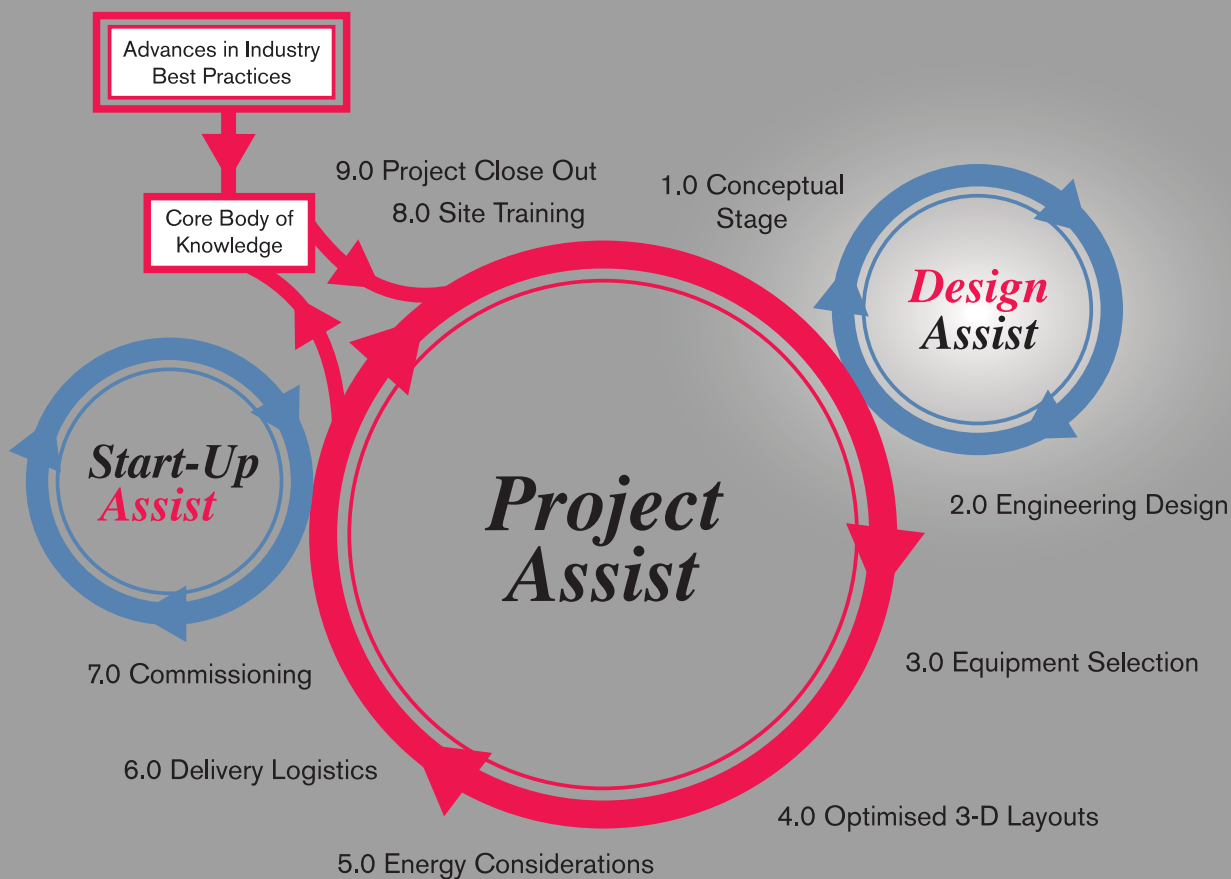 Advances in Industry
Best Practices
Core Body of
Knowledge
9.0 Project Close Out
8.0 Site Training
1.0 Conceptual
Stage
Design
Assist
2.0 Engineering Design
3.0 Equipment Selection
4.0 Optimised 3-D Layouts
5.0 Energy Considerations
6.0 Delivery Logistics
7.0 Commissioning
Start-Up
Assist
Project
Assist